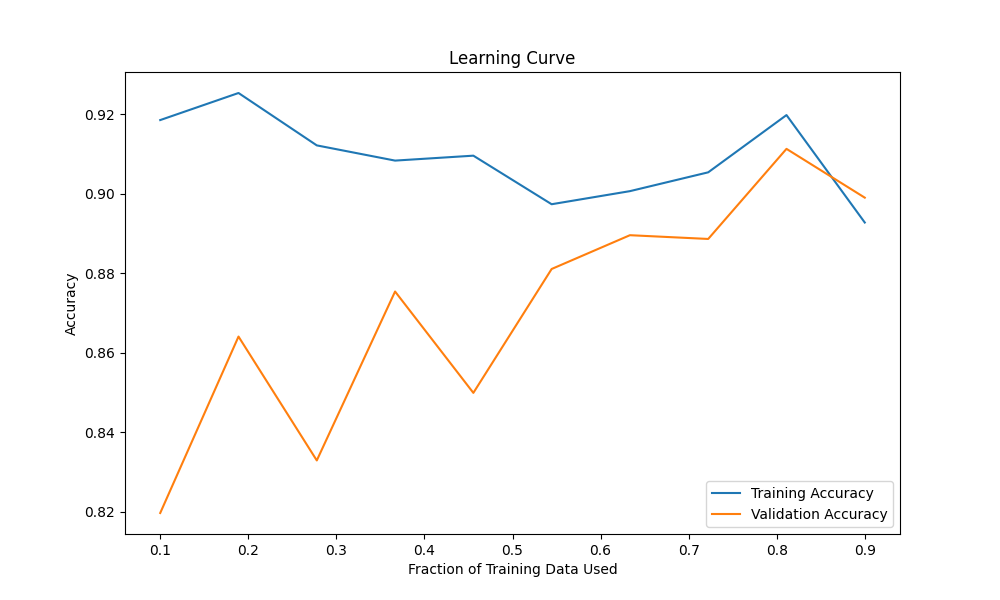 Learning Curve
Accuracy
0.92
0.90
0.88
0.86
0.84
0.82
0.1 0.2 0.3 0.4 0.5 0.6 0.7 0.8 0.9
Fraction of Training Data Used
Training Accuracy
Validation Accuracy